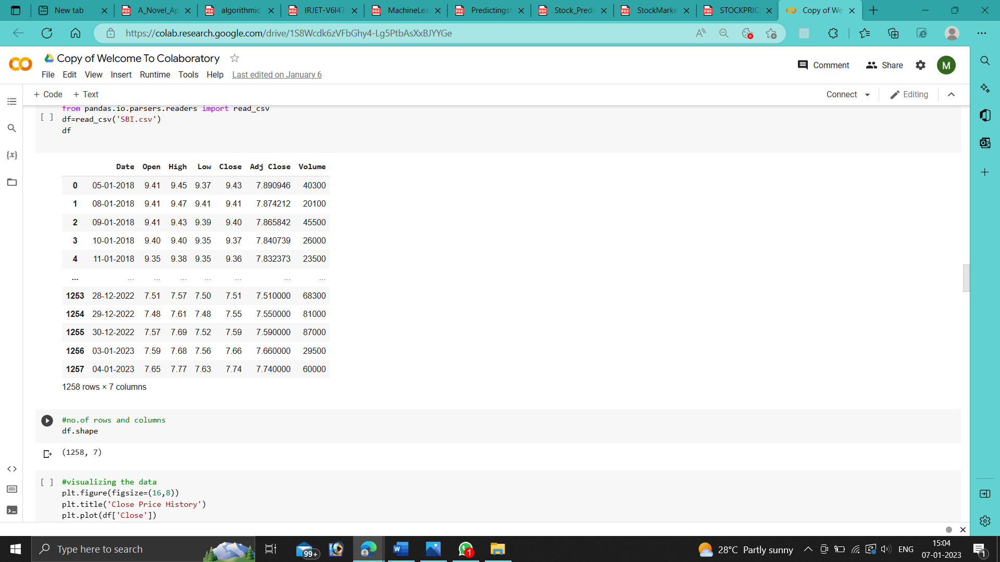 New tab
A_Novel_Ap
algorithmic-
IRJET-V6I47
MachineLea
Predictingst
Stock_Predi
StockMarke
STOCKPRIC
Copy of We
https://colab.research.google.com/drive/1S8Wcdk6zVFbGhy4-Lg5PtbAsXxBJYYGe
Copy of Welcome To Colaboratory
File Edit View Insert Runtime Tools Help Last edited on January 6
Comment Share M
+ Code + Text
Connect Editing
from pandas.io.parsers.readers import read_csv
[ ] df=read_csv('SBI.csv')
df
Date Open High Low Close Adj Close Volume
0 05-01-2018 9.41 9.45 9.37 9.43 7.890946 40300
1 08-01-2018 9.41 9.47 9.41 9.41 7.874212 20100
2 09-01-2018 9.41 9.43 9.39 9.40 7.865842 45500
3 10-01-2018 9.40 9.40 9.35 9.37 7.840739 26000
4 11-01-2018 9.35 9.38 9.35 9.36 7.832373 23500
... ... ... ... ... ... ... ...
1253 28-12-2022 7.51 7.57 7.50 7.51 7.510000 68300
1254 29-12-2022 7.48 7.61 7.48 7.55 7.550000 81000
1255 30-12-2022 7.57 7.69 7.52 7.59 7.590000 87000
1256 03-01-2023 7.59 7.68 7.56 7.66 7.660000 29500
1257 04-01-2023 7.65 7.77 7.63 7.74 7.740000 60000
1258 rows × 7 columns
#no.of rows and columns
df.shape
(1258, 7)
[ ] #visualizing the data
plt.figure(figsize=(16,8))
plt.title('Close Price History')
plt.plot(df['Close'])
Type here to search
99+
1
28°C Partly sunny
ENG
15:04
07-01-2023
1